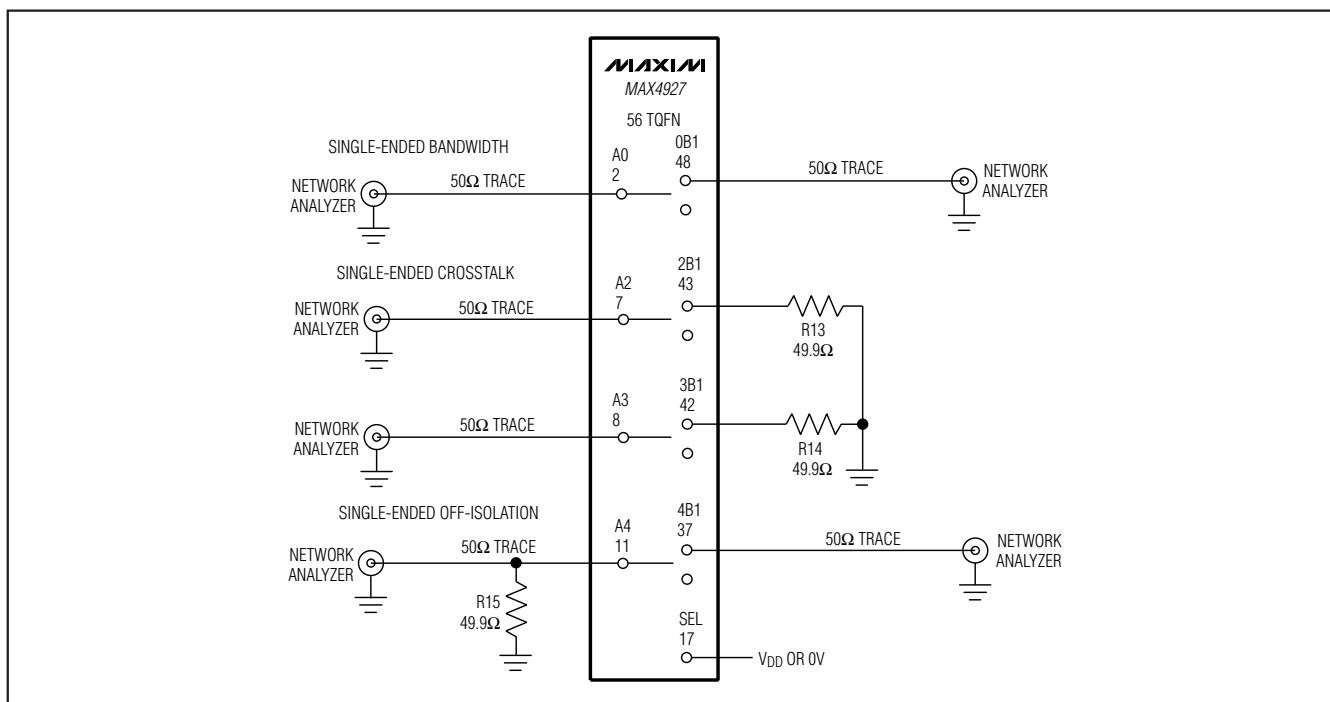 MAXIM
MAX4927
56 TQFN
SINGLE-ENDED BANDWIDTH
NETWORK
ANALYZER
50Ω TRACE
A0
2
0B1
48
50Ω TRACE
NETWORK
ANALYZER
SINGLE-ENDED CROSSTALK
NETWORK
ANALYZER
50Ω TRACE
A2
7
2B1
43
R13
49.9Ω
NETWORK
ANALYZER
50Ω TRACE
A3
8
3B1
42
R14
49.9Ω
SINGLE-ENDED OFF-ISOLATION
NETWORK
ANALYZER
50Ω TRACE
R15
49.9Ω
A4
11
4B1
37
50Ω TRACE
NETWORK
ANALYZER
SEL
17
VDD OR 0V